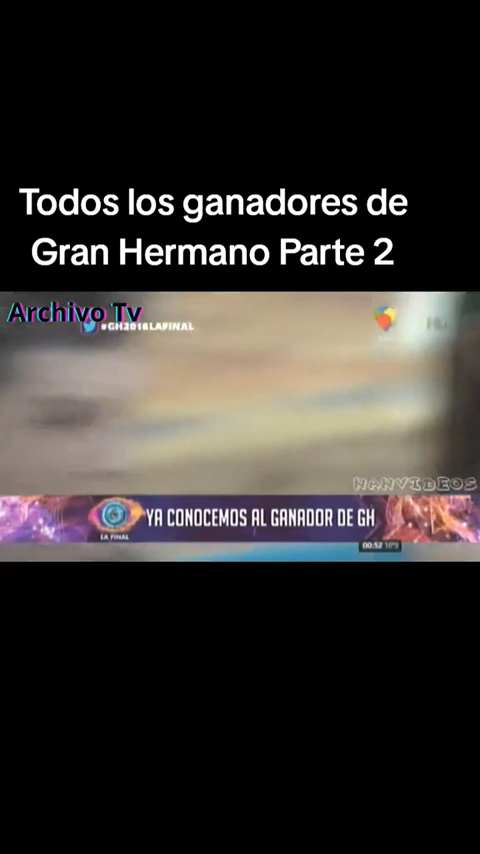 Todos los ganadores de
Gran Hermano Parte 2
Archivo Tv
#GH2016LAFINAL
NANVIDEOS
YA CONOCEMOS AL GANADOR DE GH
LA FINAL
00:52